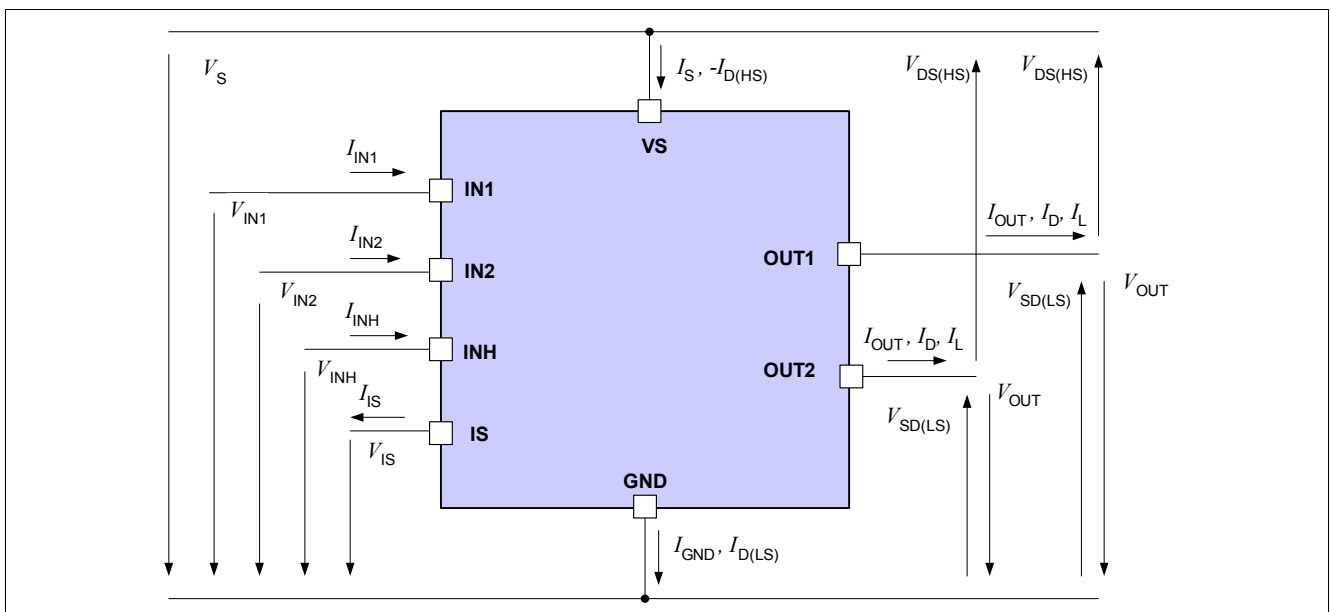 V_S
I_S , -I_D(HS)
V_DS(HS)
V_DS(HS)
VS
I_IN1
IN1
V_IN1
I_OUT , I_D, I_L
I_IN2
IN2
OUT1
V_IN2
V_SD(LS)
V_OUT
I_INH
INH
I_OUT , I_D, I_L
OUT2
V_INH
V_OUT
I_IS
V_SD(LS)
IS
V_IS
GND
I_GND , I_D(LS)